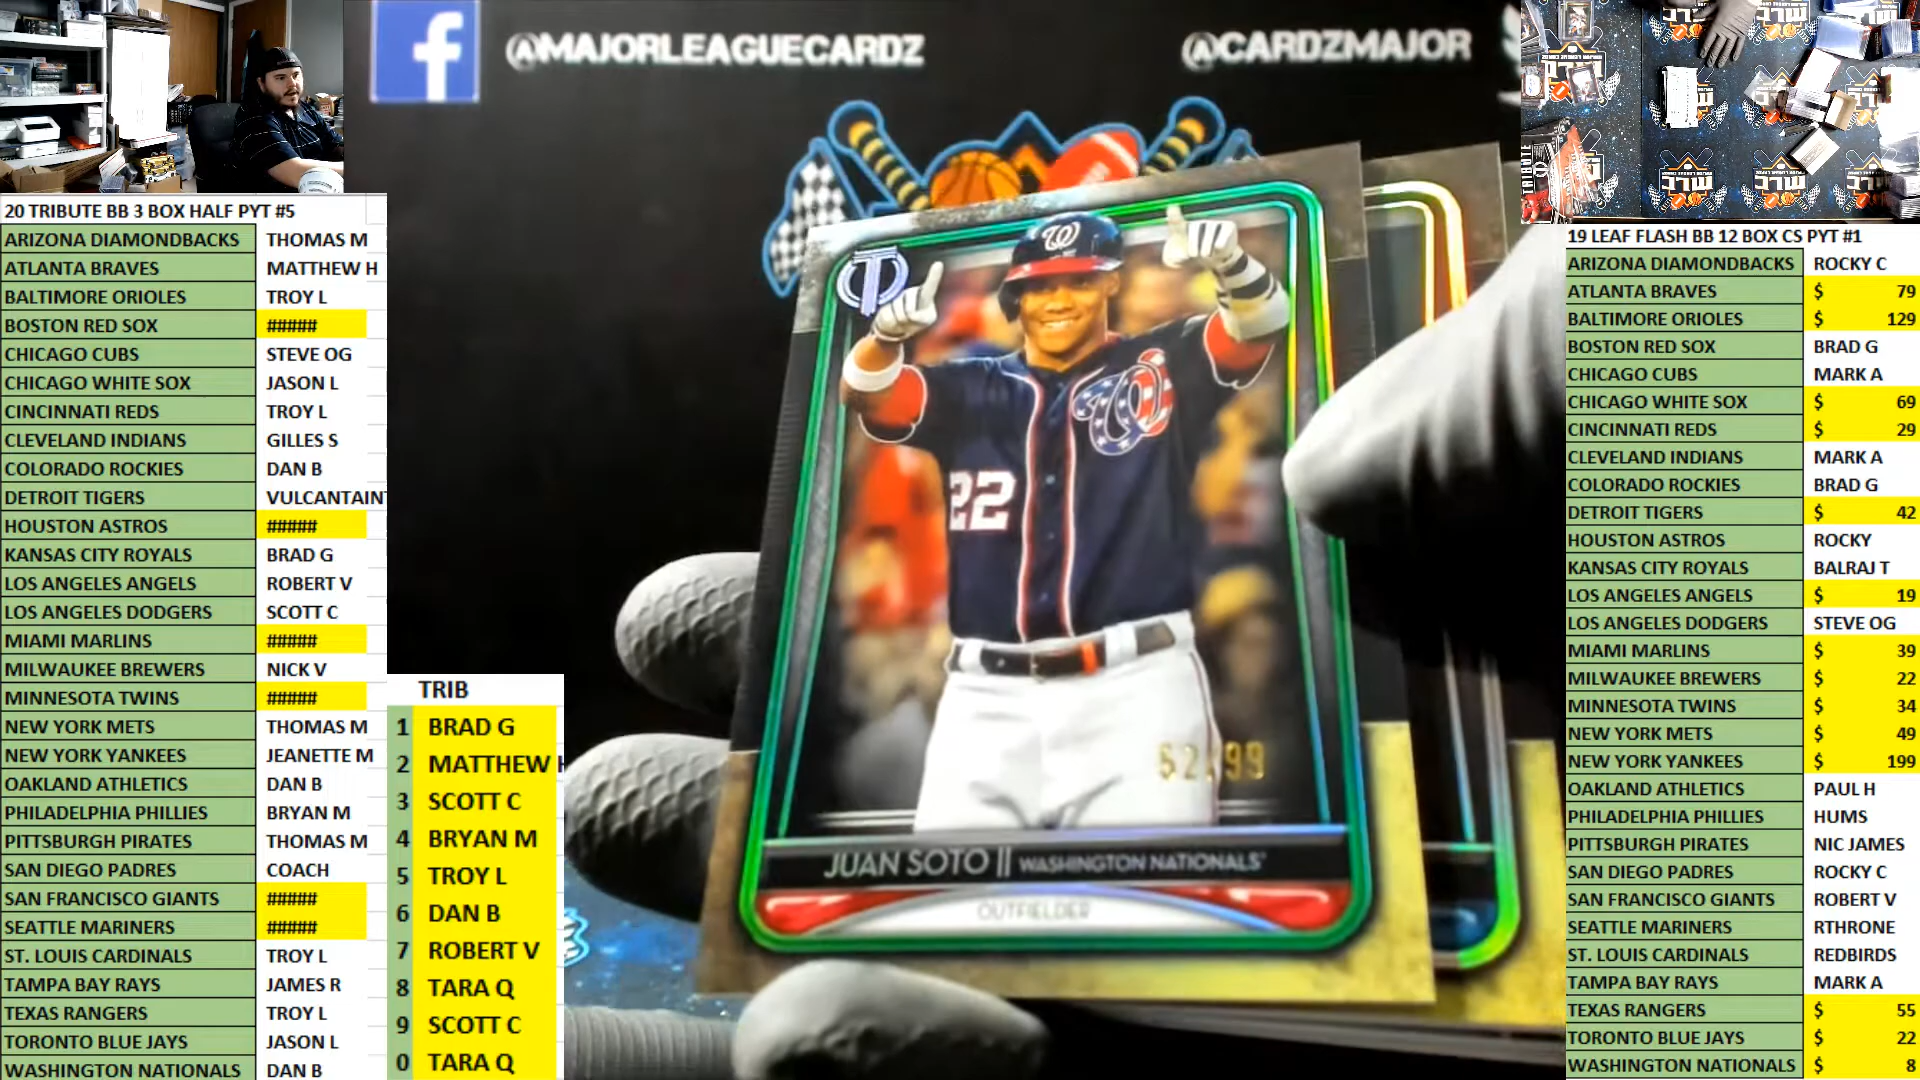 @MAJORLEAGUECARDZ
@CARDZMAJOR
20 TRIBUTE BB 3 BOX HALF PYT #5
ARIZONA DIAMONDBACKS THOMAS M
ATLANTA BRAVES MATTHEW H
BALTIMORE ORIOLES TROY L
BOSTON RED SOX #####
CHICAGO CUBS STEVE OG
CHICAGO WHITE SOX JASON L
CINCINNATI REDS TROY L
CLEVELAND INDIANS GILLES S
COLORADO ROCKIES DAN B
DETROIT TIGERS VULCANTAIN
HOUSTON ASTROS #####
KANSAS CITY ROYALS BRAD G
LOS ANGELES ANGELS ROBERT V
LOS ANGELES DODGERS SCOTT C
MIAMI MARLINS #####
MILWAUKEE BREWERS NICK V
MINNESOTA TWINS #####
NEW YORK METS THOMAS M
NEW YORK YANKEES JEANETTE M
OAKLAND ATHLETICS DAN B
PHILADELPHIA PHILLIES BRYAN M
PITTSBURGH PIRATES THOMAS M
SAN DIEGO PADRES COACH
SAN FRANCISCO GIANTS #####
SEATTLE MARINERS #####
ST. LOUIS CARDINALS TROY L
TAMPA BAY RAYS JAMES R
TEXAS RANGERS TROY L
TORONTO BLUE JAYS JASON L
WASHINGTON NATIONALS DAN B
TRIB
1 BRAD G
2 MATTHEW H
3 SCOTT C
4 BRYAN M
5 TROY L
6 DAN B
7 ROBERT V
8 TARA Q
9 SCOTT C
0 TARA Q
W
W
22
62/99
JUAN SOTO || WASHINGTON NATIONALS
OUTFIELDER
19 LEAF FLASH BB 12 BOX CS PYT #1
ARIZONA DIAMONDBACKS ROCKY C
ATLANTA BRAVES $ 79
BALTIMORE ORIOLES $ 129
BOSTON RED SOX BRAD G
CHICAGO CUBS MARK A
CHICAGO WHITE SOX $ 69
CINCINNATI REDS $ 29
CLEVELAND INDIANS MARK A
COLORADO ROCKIES BRAD G
DETROIT TIGERS $ 42
HOUSTON ASTROS ROCKY
KANSAS CITY ROYALS BALRAJ T
LOS ANGELES ANGELS $ 19
LOS ANGELES DODGERS STEVE OG
MIAMI MARLINS $ 39
MILWAUKEE BREWERS $ 22
MINNESOTA TWINS $ 34
NEW YORK METS $ 49
NEW YORK YANKEES $ 199
OAKLAND ATHLETICS PAUL H
PHILADELPHIA PHILLIES HUMS
PITTSBURGH PIRATES NIC JAMES
SAN DIEGO PADRES ROCKY C
SAN FRANCISCO GIANTS ROBERT V
SEATTLE MARINERS RTHRONE
ST. LOUIS CARDINALS REDBIRDS
TAMPA BAY RAYS MARK A
TEXAS RANGERS $ 55
TORONTO BLUE JAYS $ 22
WASHINGTON NATIONALS $ 8